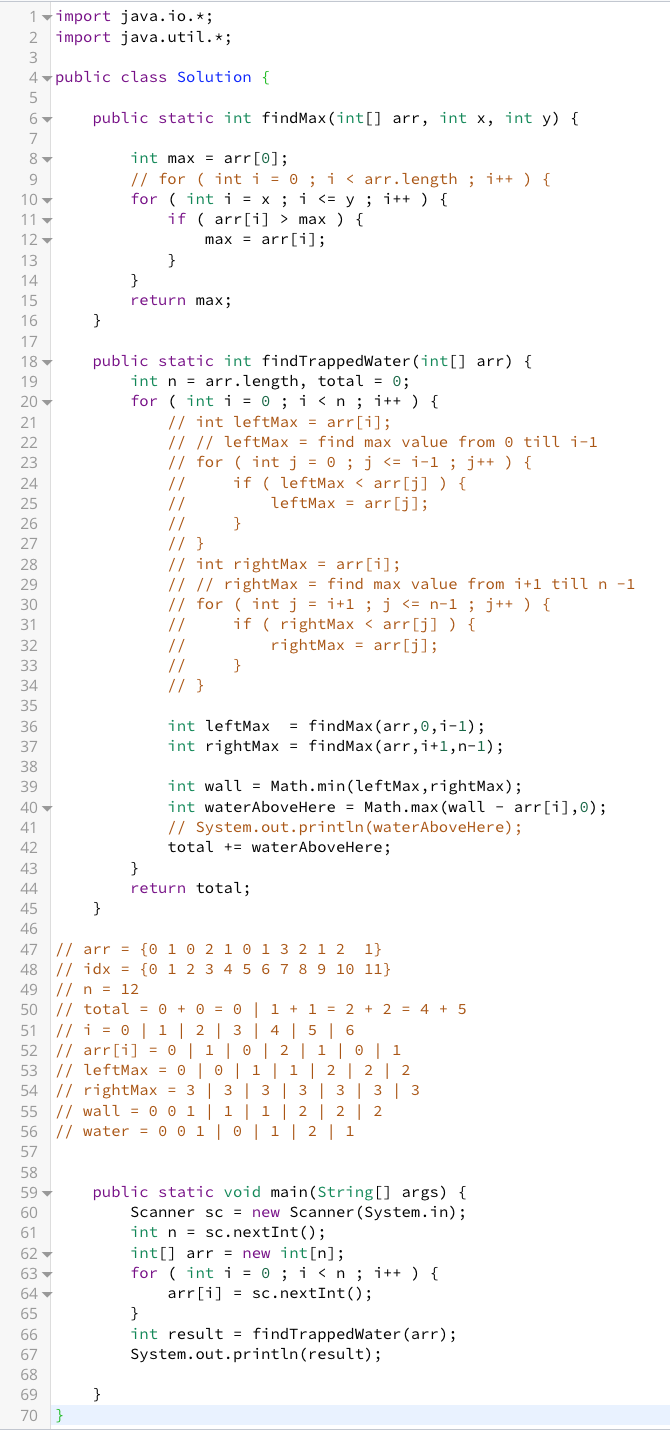 1 import java.io.*;
2 import java.util.*;
3
4 public class Solution {
5
6     public static int findMax(int[] arr, int x, int y) {
7
8         int max = arr[0];
9         // for ( int i = 0 ; i < arr.length ; i++ ) {
10         for ( int i = x ; i <= y ; i++ ) {
11             if ( arr[i] > max ) {
12                 max = arr[i];
13             }
14         }
15         return max;
16     }
17
18     public static int findTrappedWater(int[] arr) {
19         int n = arr.length, total = 0;
20         for ( int i = 0 ; i < n ; i++ ) {
21             // int leftMax = arr[i];
22             // // leftMax = find max value from 0 till i-1
23             // for ( int j = 0 ; j <= i-1 ; j++ ) {
24             //     if ( leftMax < arr[j] ) {
25             //         leftMax = arr[j];
26             //     }
27             // }
28             // int rightMax = arr[i];
29             // // rightMax = find max value from i+1 till n -1
30             // for ( int j = i+1 ; j <= n-1 ; j++ ) {
31             //     if ( rightMax < arr[j] ) {
32             //         rightMax = arr[j];
33             //     }
34             // }
35
36             int leftMax  = findMax(arr,0,i-1);
37             int rightMax = findMax(arr,i+1,n-1);
38
39             int wall = Math.min(leftMax,rightMax);
40             int waterAboveHere = Math.max(wall - arr[i],0);
41             // System.out.println(waterAboveHere);
42             total += waterAboveHere;
43         }
44         return total;
45     }
46
47 // arr = {0 1 0 2 1 0 1 3 2 1 2  1}
48 // idx = {0 1 2 3 4 5 6 7 8 9 10 11}
49 // n = 12
50 // total = 0 + 0 = 0 | 1 + 1 = 2 + 2 = 4 + 5
51 // i = 0 | 1 | 2 | 3 | 4 | 5 | 6
52 // arr[i] = 0 | 1 | 0 | 2 | 1 | 0 | 1
53 // leftMax = 0 | 0 | 1 | 1 | 2 | 2 | 2
54 // rightMax = 3 | 3 | 3 | 3 | 3 | 3 | 3
55 // wall = 0 0 1 | 1 | 1 | 2 | 2 | 2
56 // water = 0 0 1 | 0 | 1 | 2 | 1
57
58
59     public static void main(String[] args) {
60         Scanner sc = new Scanner(System.in);
61         int n = sc.nextInt();
62         int[] arr = new int[n];
63         for ( int i = 0 ; i < n ; i++ ) {
64             arr[i] = sc.nextInt();
65         }
66         int result = findTrappedWater(arr);
67         System.out.println(result);
68
69     }
70 }